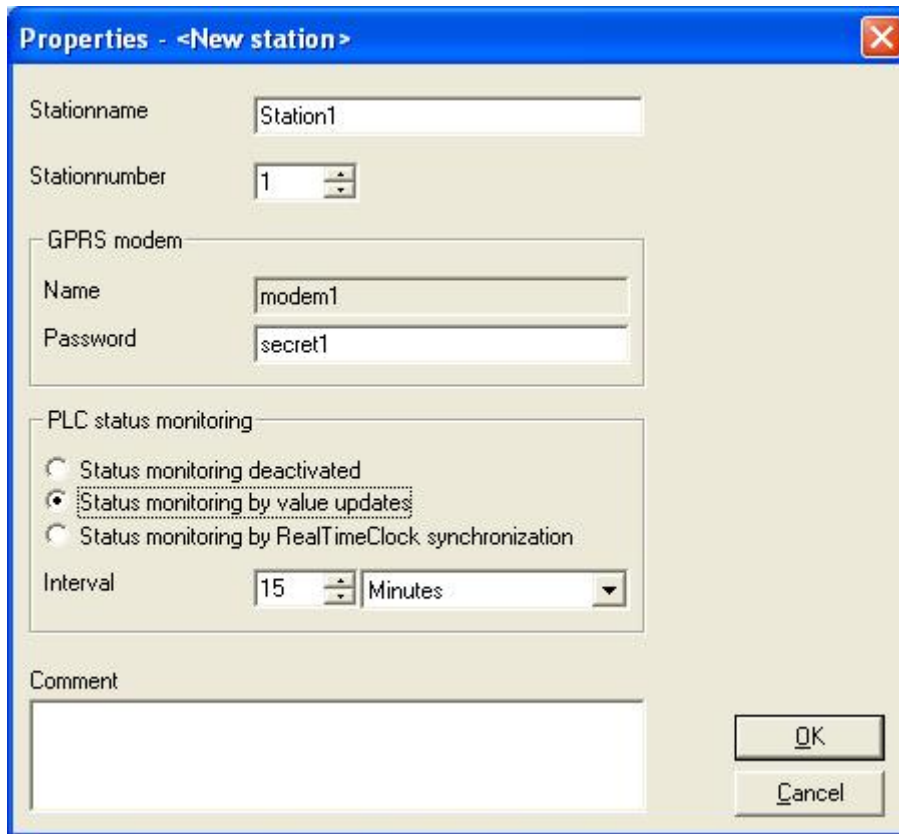 Properties - <New station>
Stationname
Station1
Stationnumber
1
GPRS modem
Name
modem1
Password
secret1
PLC status monitoring
Status monitoring deactivated
Status monitoring by value updates
Status monitoring by RealTimeClock synchronization
Interval
15
Minutes
Comment
OK
Cancel